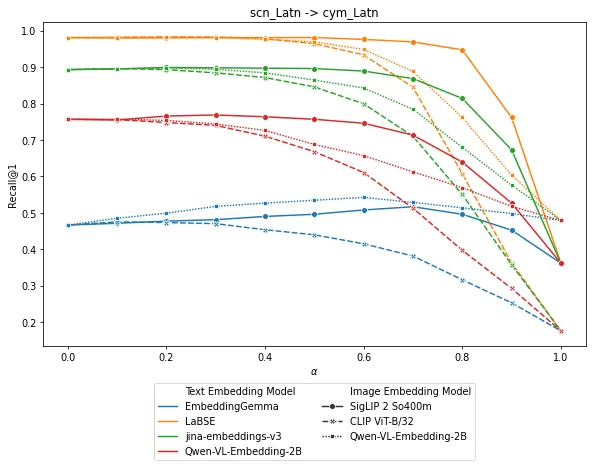 scn_Latn -> cym_Latn
Recall@1
1.0
0.9
0.8
0.7
0.6
0.5
0.4
0.3
0.2
0.0 0.2 0.4 0.6 0.8 1.0
α
Text Embedding Model Image Embedding Model
EmbeddingGemma SigLIP 2 So400m
LaBSE CLIP ViT-B/32
jina-embeddings-v3 Qwen-VL-Embedding-2B
Qwen-VL-Embedding-2B